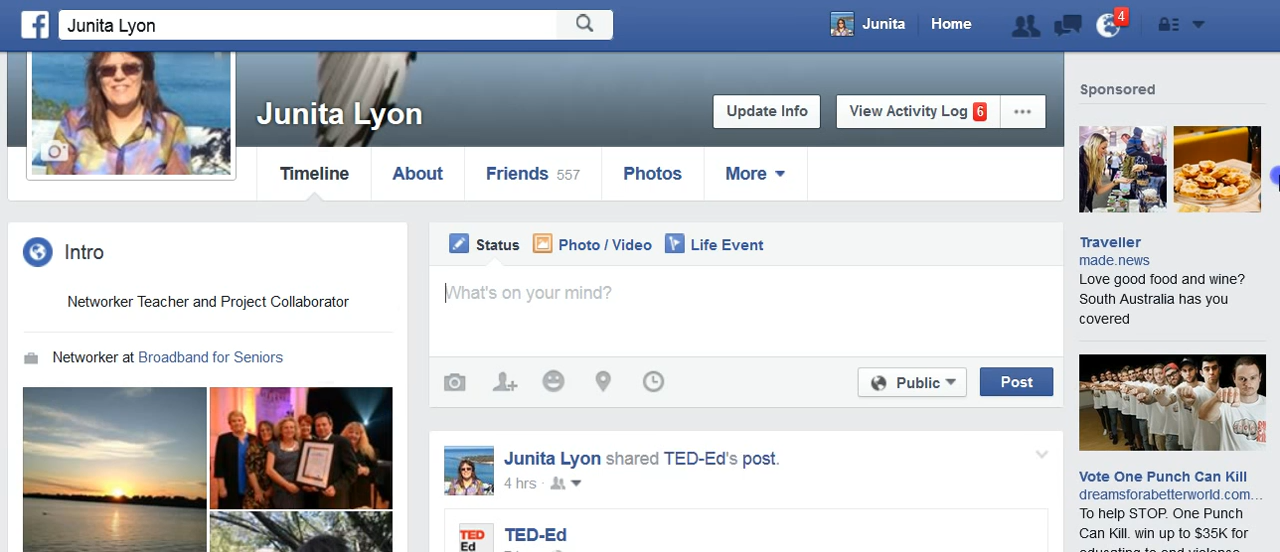 Junita Lyon
Junita
Home
4
Junita Lyon
Update Info
View Activity Log 6
Timeline
About
Friends 557
Photos
More
Sponsored
Intro
Networker Teacher and Project Collaborator
Networker at Broadband for Seniors
Status
Photo / Video
Life Event
What's on your mind?
Public
Post
Junita Lyon shared TED-Ed's post.
4 hrs
TED
Ed
TED-Ed
Traveller
made.news
Love good food and wine?
South Australia has you
covered
Vote One Punch Can Kill
dreamsforabetterworld.com...
To help STOP. One Punch
Can Kill. win up to $35K for
educating to end violence